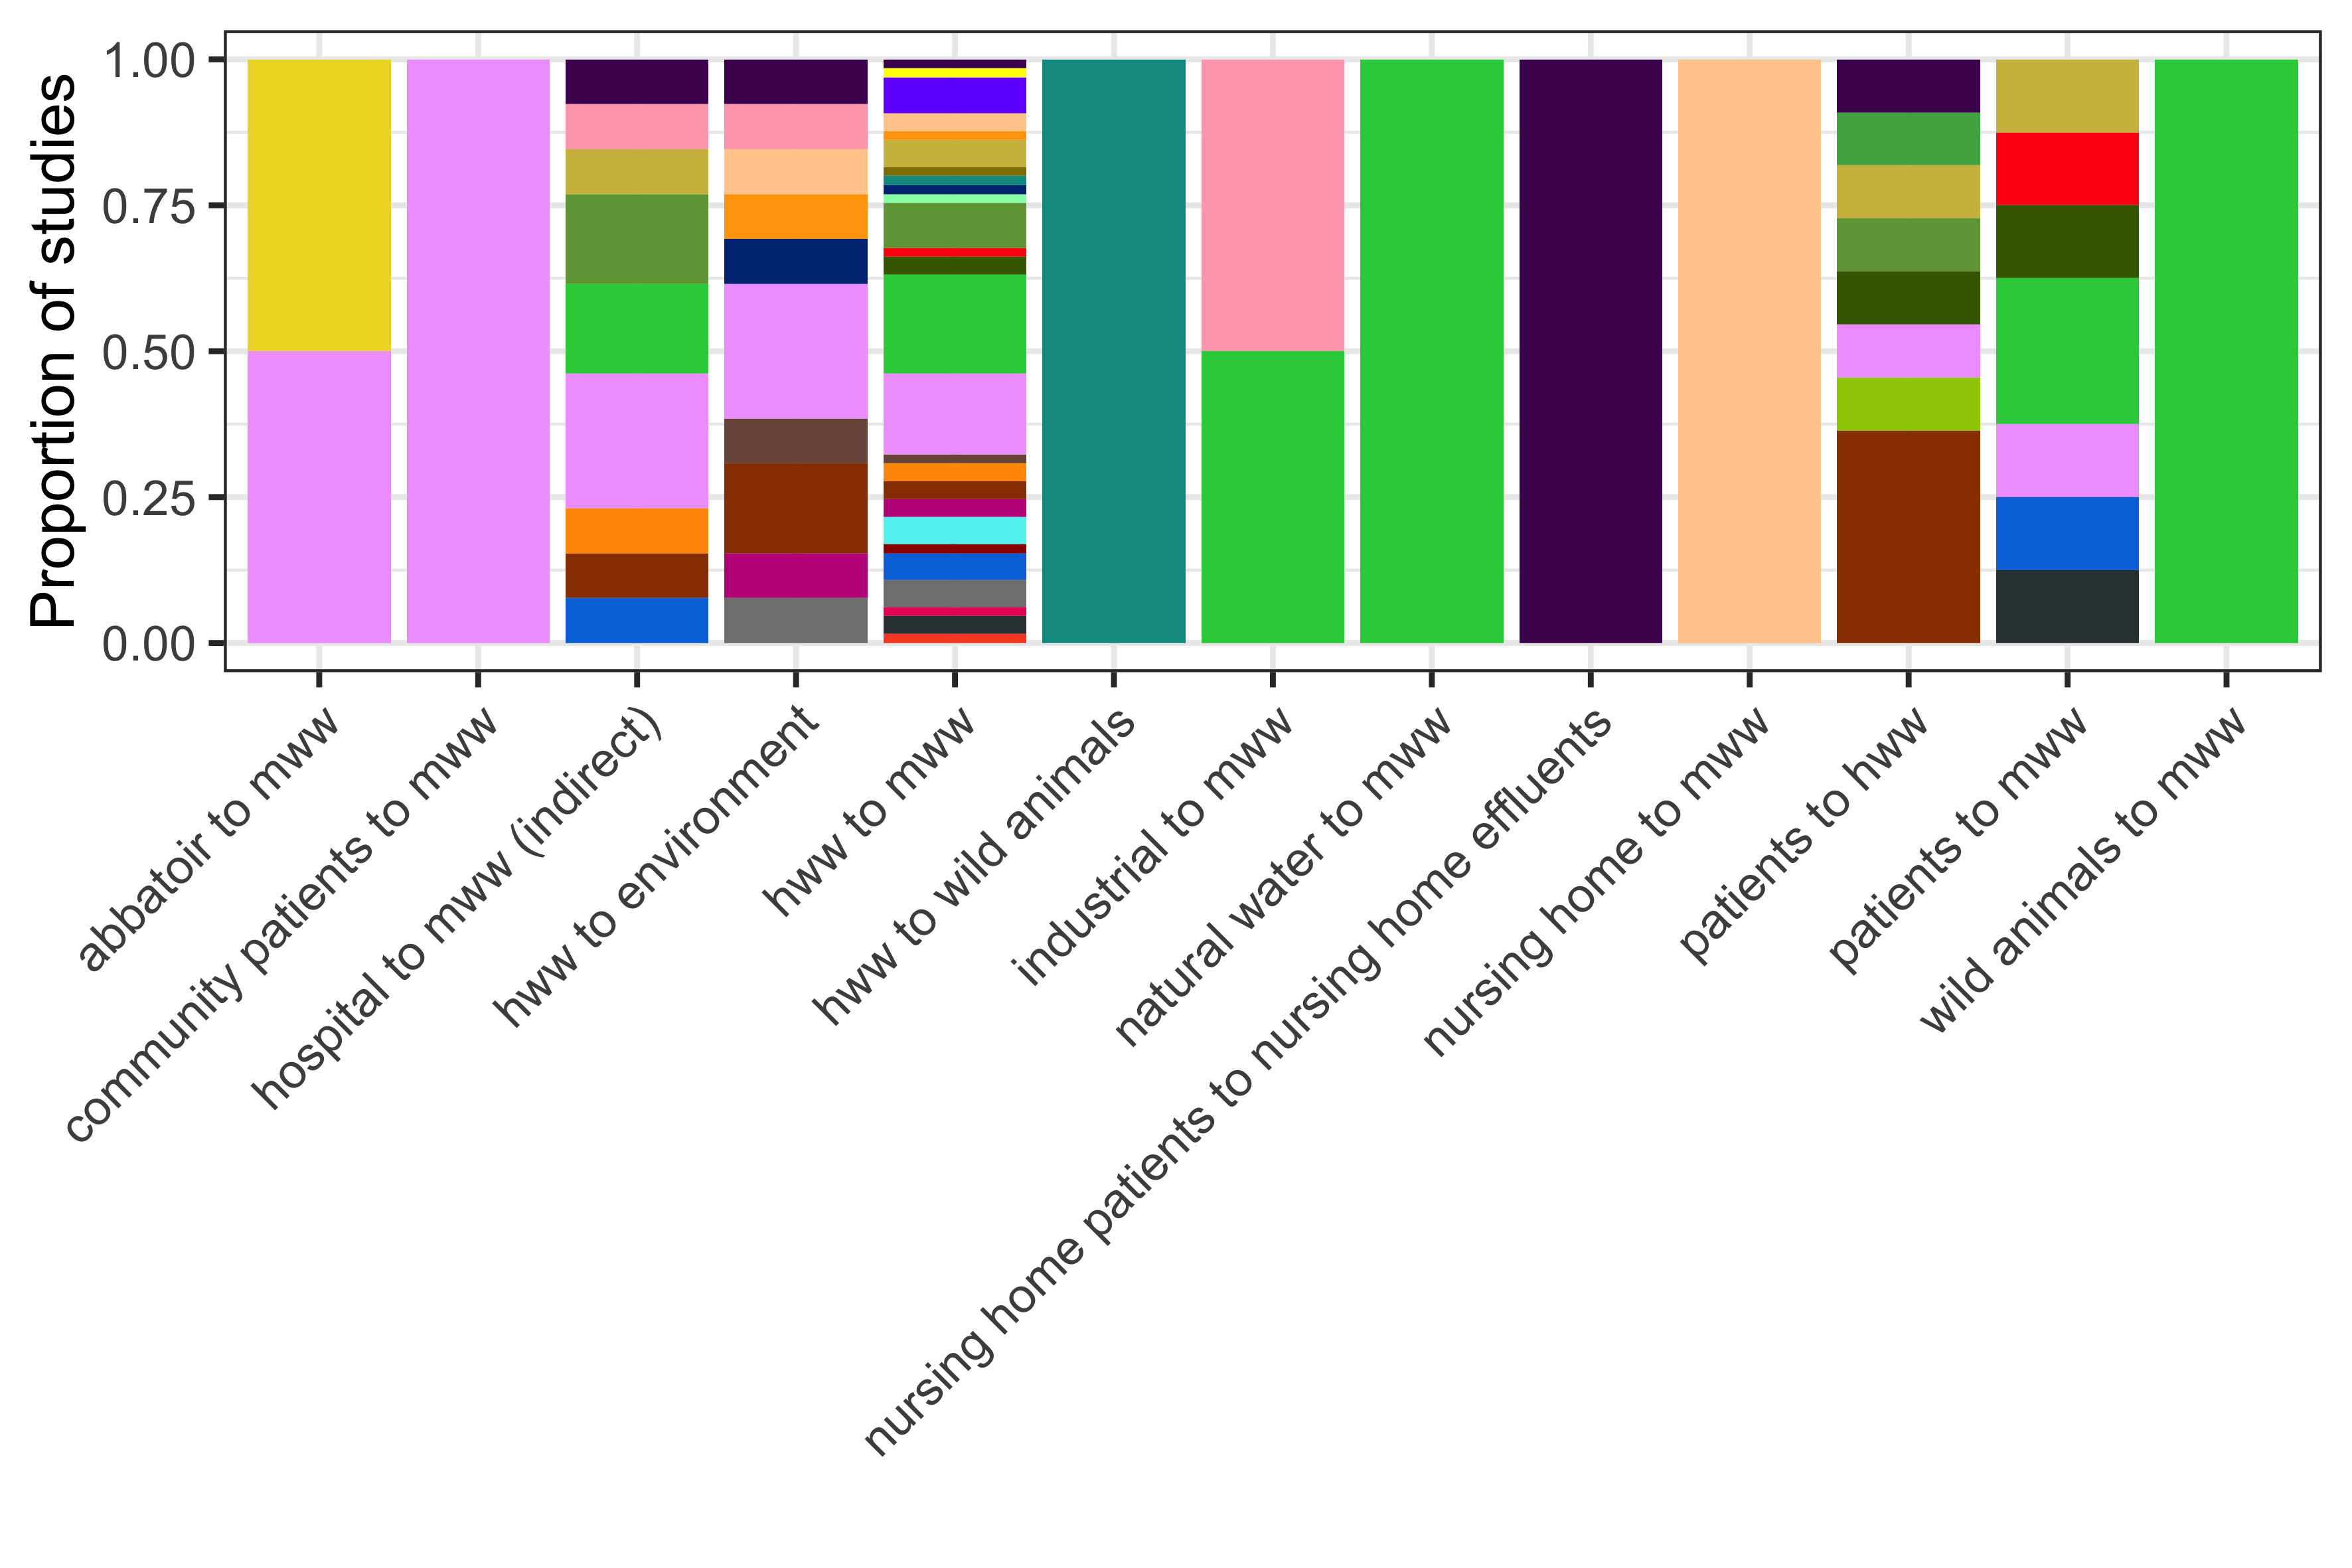 Proportion of studies
1.00
0.75
0.50
0.25
0.00
abbatoir to mww
community patients to mww
hospital to mww (indirect)
hww to environment
hww to mww
hww to wild animals
industrial to mww
natural water to mww
nursing home patients to nursing home effluents
nursing home to mww
patients to hww
patients to mww
wild animals to mww